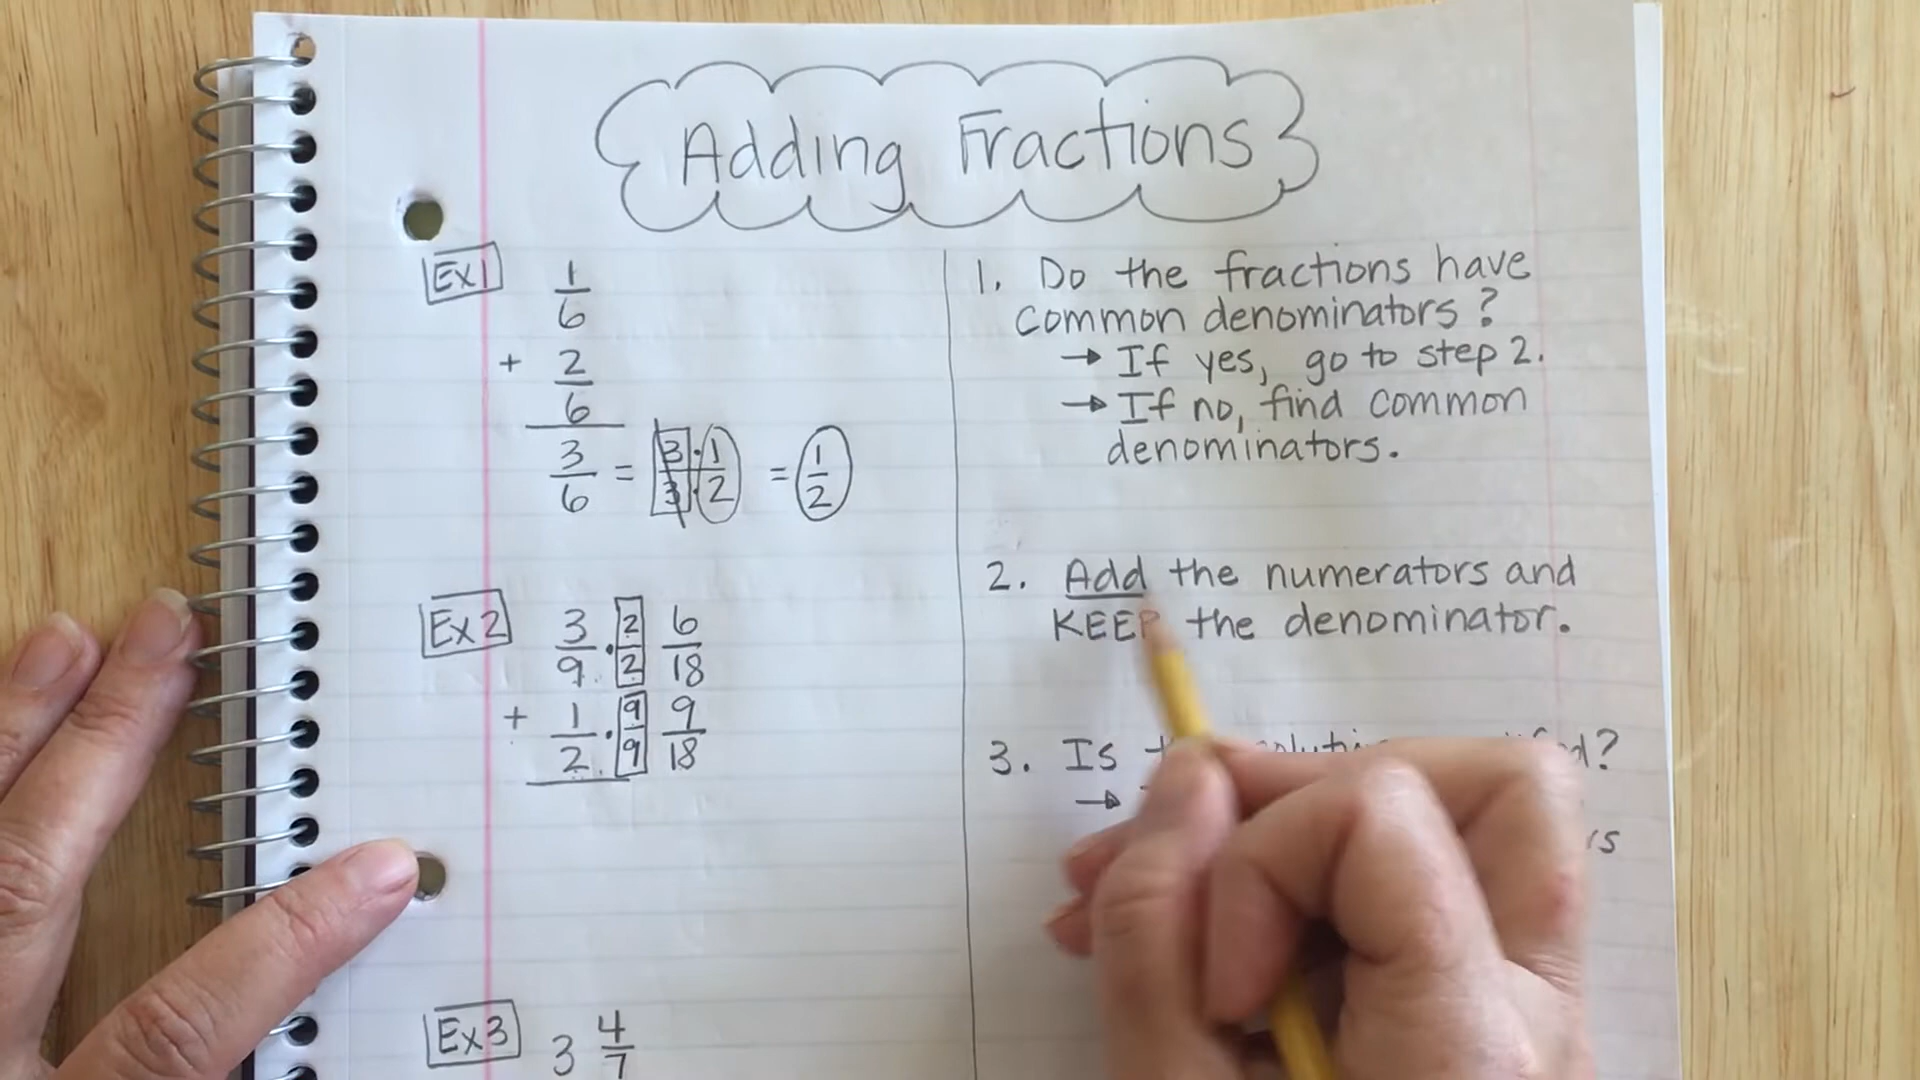 Adding Fractions
Ex1
1/6
+ 2/6
3/6 = 3/3 · 1/2 = 1/2
Ex2
3/9 · 2/2 6/18
+ 1/2 · 9/9 9/18
Ex3 3 4/7
1. Do the fractions have
common denominators?
→ If yes, go to step 2.
→ If no, find common
denominators.
2. Add the numerators and
KEEP the denominator.
3. Is
→